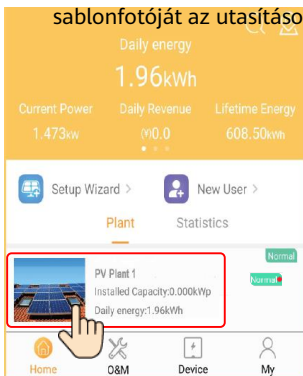 sablonfotóját az utasításo
Daily energy
1.96kWh
Current Power Daily Revenue Lifetime Energy
1.473kW (¥)0.0 608.50kWh
Setup Wizard > New User >
Plant Statistics
Normal
PV Plant 1
Normal
Installed Capacity:0.000kWp
Daily energy:1.96kWh
Home O&M Device My